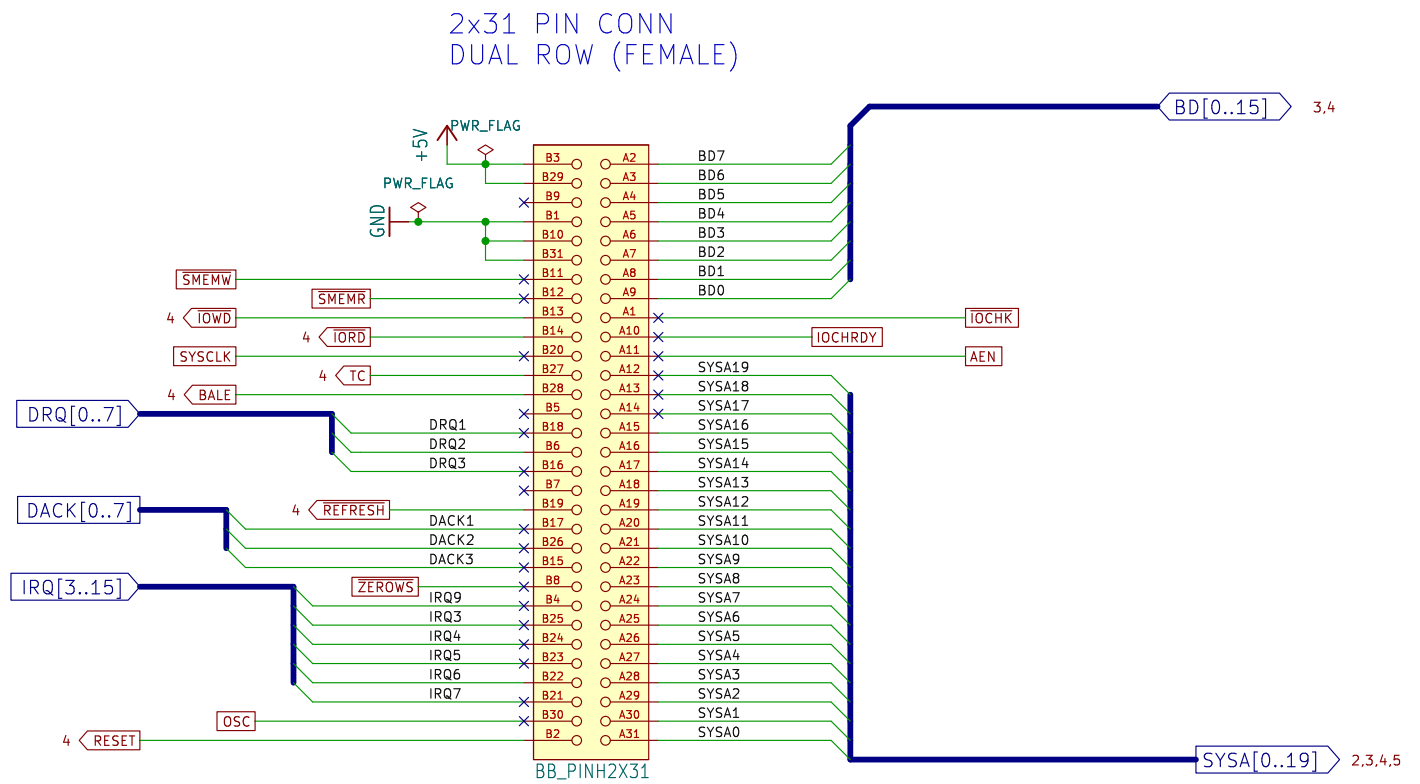 2x31 PIN CONN
DUAL ROW (FEMALE)
BD[0..15] 3,4
+5V
PWR_FLAG
PWR_FLAG
GND
B3 A2 BD7
B29 A3 BD6
B9 A4 BD5
B1 A5 BD4
B10 A6 BD3
B31 A7 BD2
SMEMW B11 A8 BD1
SMEMR B12 A9 BD0
4 IOWD B13 A1 IOCHK
4 IORD B14 A10 IOCHRDY
SYSCLK B20 A11 AEN
4 TC B27 A12 SYSA19
4 BALE B28 A13 SYSA18
DRQ[0..7] B5 A14 SYSA17
DRQ1 B18 A15 SYSA16
DRQ2 B6 A16 SYSA15
DRQ3 B16 A17 SYSA14
B7 A18 SYSA13
DACK[0..7] 4 REFRESH B19 A19 SYSA12
DACK1 B17 A20 SYSA11
DACK2 B26 A21 SYSA10
DACK3 B15 A22 SYSA9
IRQ[3..15] ZEROWS B8 A23 SYSA8
IRQ9 B4 A24 SYSA7
IRQ3 B25 A25 SYSA6
IRQ4 B24 A26 SYSA5
IRQ5 B23 A27 SYSA4
IRQ6 B22 A28 SYSA3
IRQ7 B21 A29 SYSA2
OSC B30 A30 SYSA1
4 RESET B2 A31 SYSA0
SYSA[0..19] 2,3,4,5
BB_PINH2X31